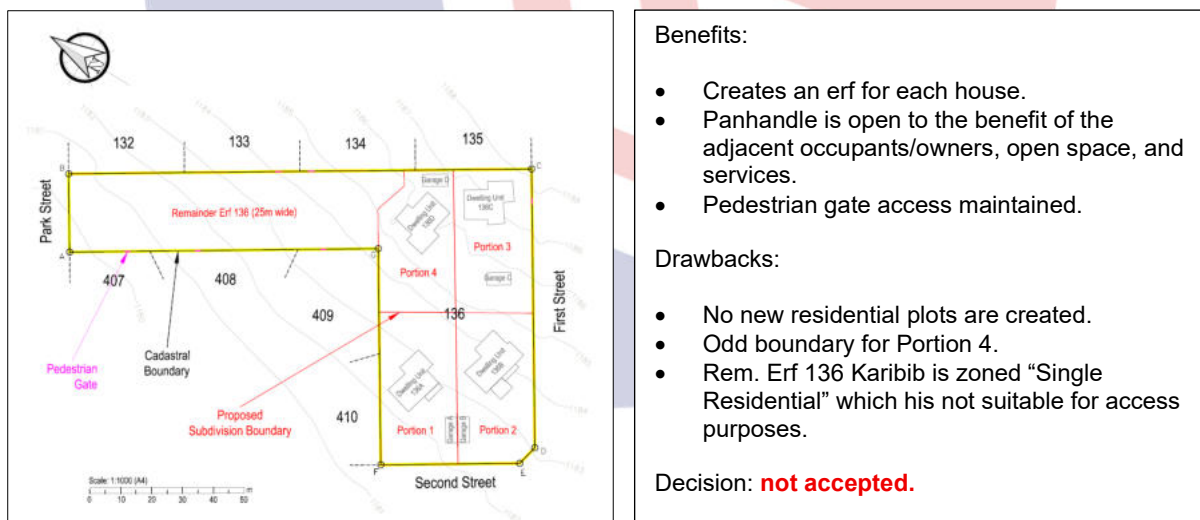 132
133
134
135
B
C
Park Street
Remainder Erf 136 (25m wide)
Garage D
Dwelling Unit
136D
Dwelling Unit
136C
Portion 3
Garage C
Portion 4
A
G
407
408
409
136
First Street
Pedestrian
Gate
Cadastral
Boundary
Proposed
Subdivision Boundary
410
Dwelling Unit
136A
Dwelling Unit
136B
Portion 1
Garage A
Garage B
Portion 2
D
E
F
Second Street
Scale: 1:1000 (A4)
0 10 20 30 40 50 m
Benefits:
• Creates an erf for each house.
• Panhandle is open to the benefit of the
adjacent occupants/owners, open space, and
services.
• Pedestrian gate access maintained.
Drawbacks:
• No new residential plots are created.
• Odd boundary for Portion 4.
• Rem. Erf 136 Karibib is zoned “Single
Residential” which his not suitable for access
purposes.
Decision: not accepted.